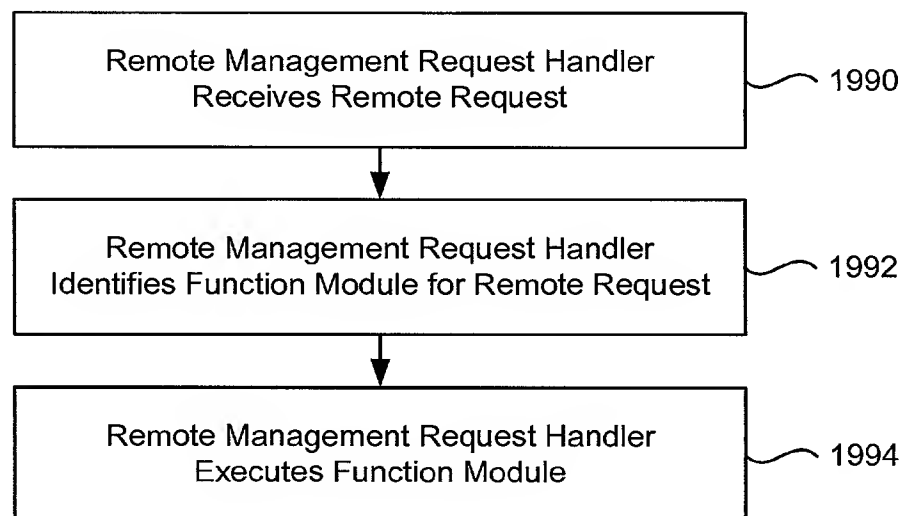 Remote Management Request Handler
Receives Remote Request
1990
Remote Management Request Handler
Identifies Function Module for Remote Request
1992
Remote Management Request Handler
Executes Function Module
1994